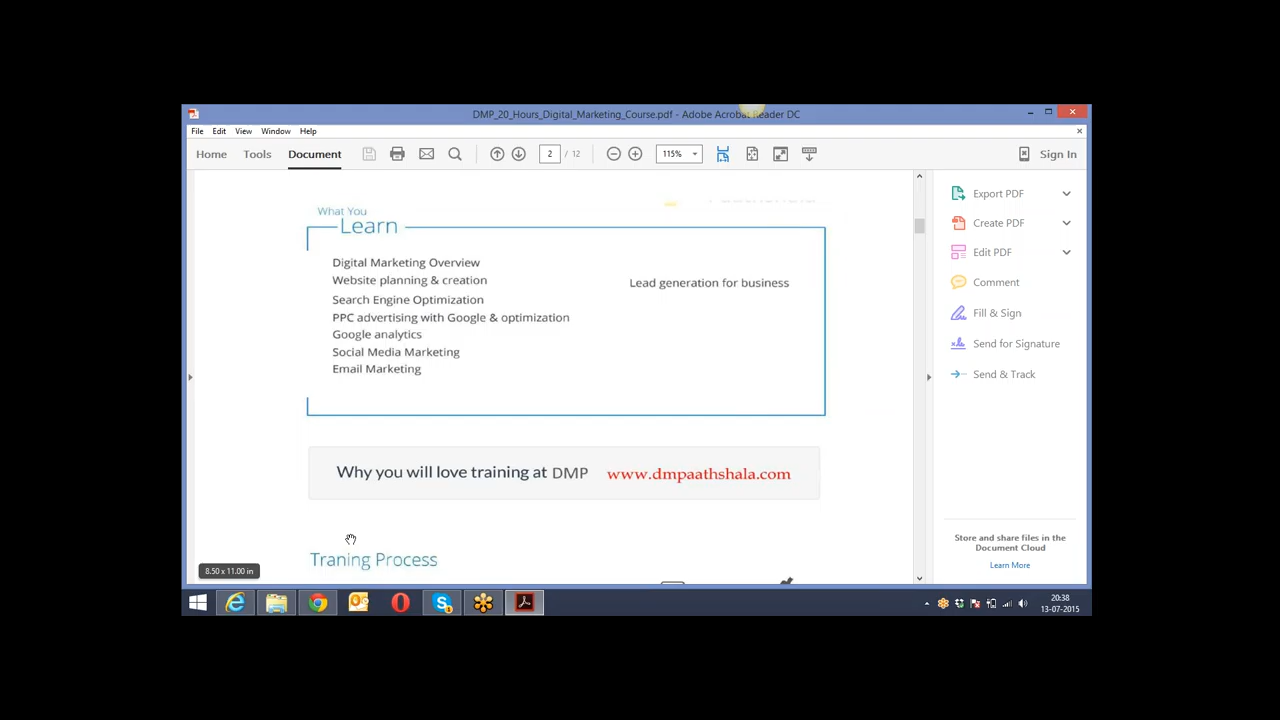 DMP_20_Hours_Digital_Marketing_Course.pdf - Adobe Acrobat Reader DC
File Edit View Window Help
Home Tools Document 2 / 12 115% Sign In
What You
Learn
Digital Marketing Overview
Website planning & creation
Search Engine Optimization
PPC advertising with Google & optimization
Google analytics
Social Media Marketing
Email Marketing
Lead generation for business
Why you will love training at DMP www.dmpaathshala.com
Traning Process
8.50 x 11.00 in
Export PDF
Create PDF
Edit PDF
Comment
Fill & Sign
Send for Signature
Send & Track
Store and share files in the
Document Cloud
Learn More
20:38
13-07-2015